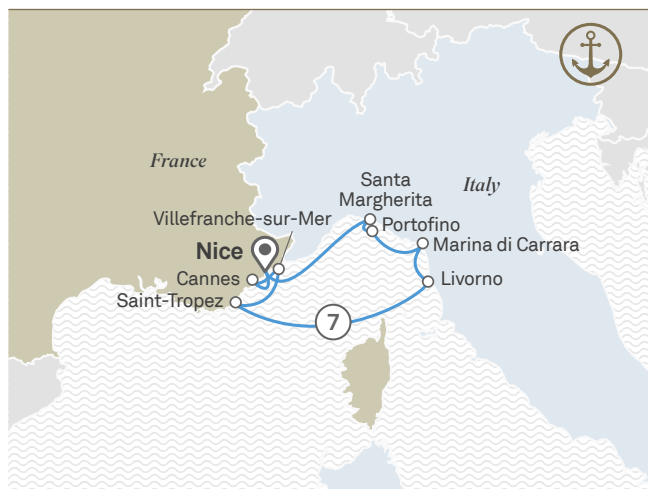 France
Santa
Margherita
Italy
Villefranche-sur-Mer
Portofino
Nice
Marina di Carrara
Cannes
Livorno
Saint-Tropez
7